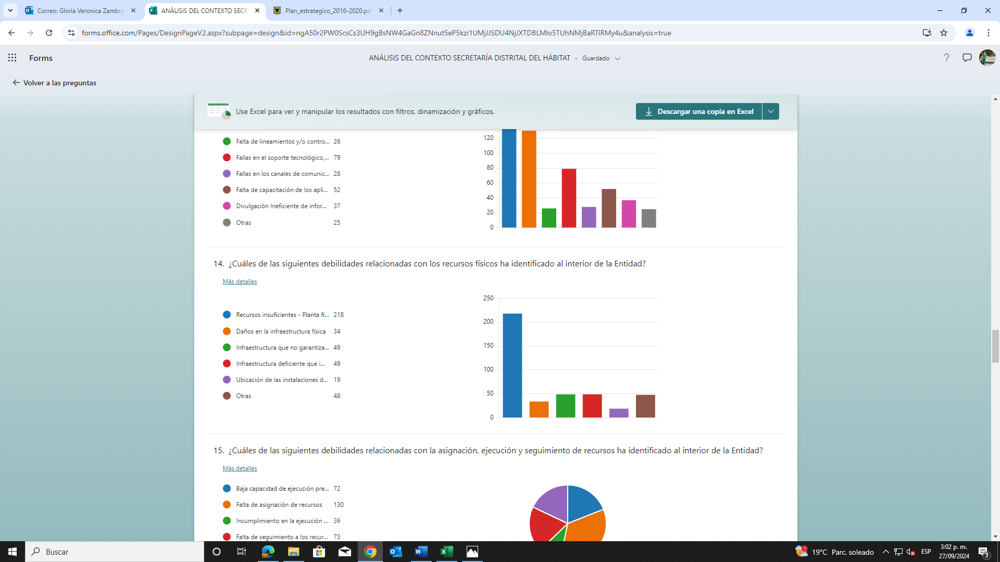 Correo: Gloria Veronica Zambra
ANÁLISIS DEL CONTEXTO SECR
Plan_estrategico_2016-2020.pdf
forms.office.com/Pages/DesignPageV2.aspx?subpage=design&id=ngA50r2PW0ScsCs3UH9gBsNW4GaGn8ZNnut5eP5kzi1UMjJJSDU4NjJXTDBLMlo5TUhNMjBaRTlRMy4u&analysis=true
Forms
ANÁLISIS DEL CONTEXTO SECRETARÍA DISTRITAL DEL HÁBITAT - Guardado
?
Volver a las preguntas
Use Excel para ver y manipular los resultados con filtros, dinamización y gráficos.
Descargar una copia en Excel
Falta de lineamientos y/o contro... 26
Fallas en el soporte tecnológico,... 79
Fallas en los canales de comunic... 28
Falta de capacitación de los apli... 52
Divulgación Ineficiente de infor... 37
Otras 25
120
100
80
60
40
20
0
14. ¿Cuáles de las siguientes debilidades relacionadas con los recursos físicos ha identificado al interior de la Entidad?
Más detalles
Recursos insuficientes - Planta fí... 218
Daños en la infraestructura física 34
Infraestructura que no garantiza... 49
Infraestructura deficiente que i... 49
Ubicación de las instalaciones d... 19
Otras 48
250
200
150
100
50
0
15. ¿Cuáles de las siguientes debilidades relacionadas con la asignación, ejecución y seguimiento de recursos ha identificado al interior de la Entidad?
Más detalles
Baja capacidad de ejecución pre... 72
Falta de asignación de recursos 130
Incumplimiento en la ejecución ... 36
Falta de seguimiento a los recur... 73
Buscar
1
19°C Parc. soleado
ESP
3:02 p. m.
27/09/2024
3